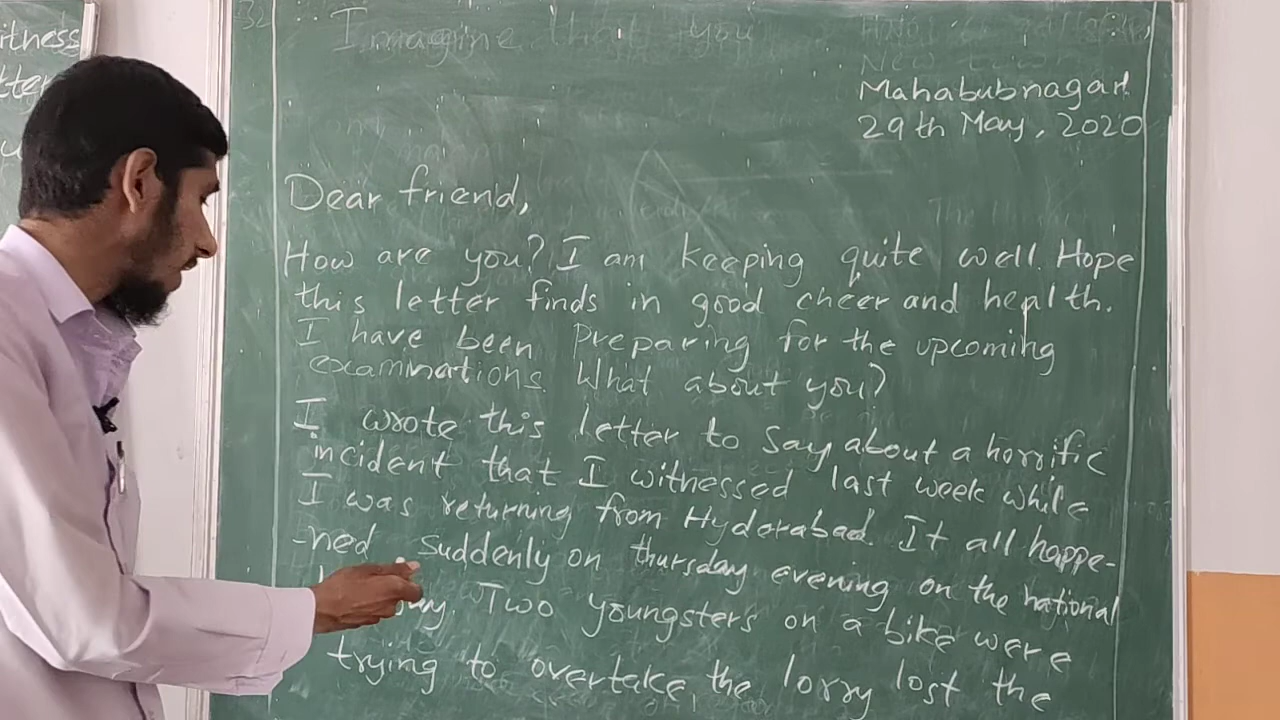 itness
tter
Imagine that you
Mahabubnagar
29th May, 2020
Dear friend,
How are you? I am keeping quite well. Hope
this letter finds in good cheer and health.
I have been preparing for the upcoming
examinations. What about you?
I wrote this letter to say about a horrific
incident that I witnessed last week while
I was returning from Hyderabad. It all happe-
-ned suddenly on thursday evening on the national
Two youngsters on a bike were
trying to overtake the lorry lost the